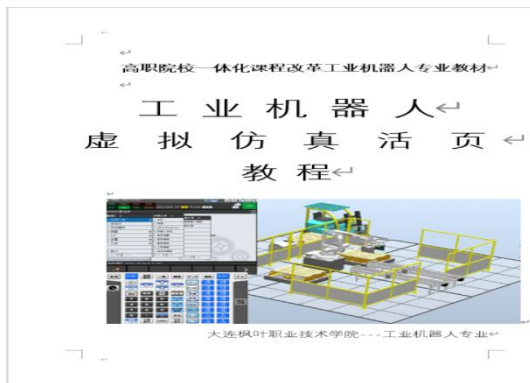 高职院校一体化课程改革工业机器人专业教材
工业机器人
虚拟仿真活页
教程
大连枫叶职业技术学院---工业机器人专业